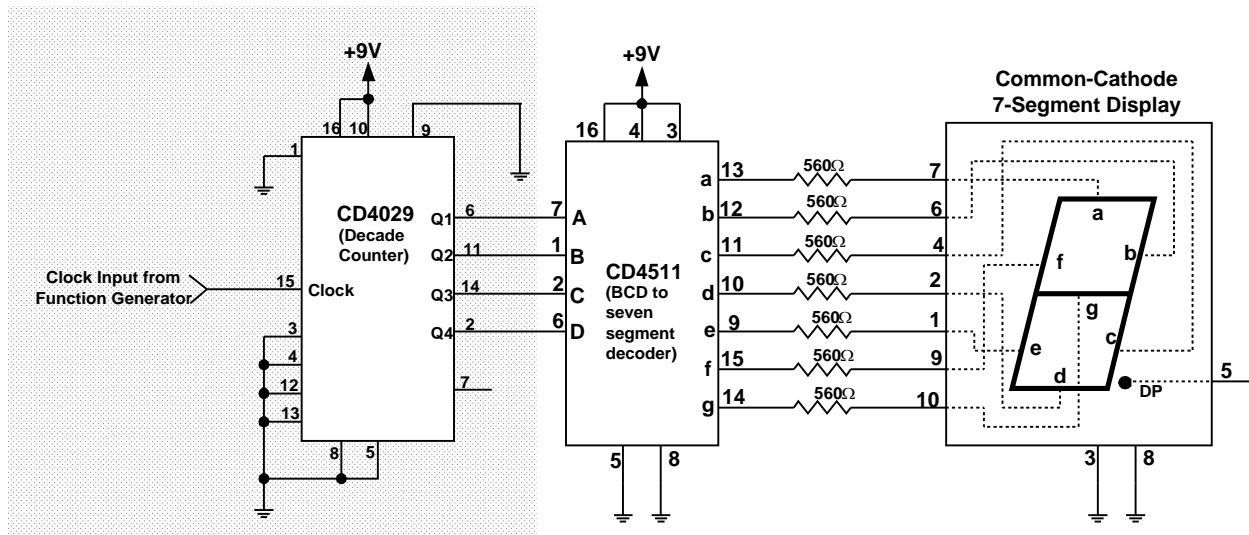 +9V
16 10 9
1
CD4029
(Decade
Counter)
Q1 6
Q2 11
Q3 14
Q4 2
Clock Input from
Function Generator
15 Clock
3
4
12
13
7
8 5
+9V
16 4 3
7 A
1 B
2 C
6 D
CD4511
(BCD to
seven
segment
decoder)
a 13 560Ω 7
b 12 560Ω 6
c 11 560Ω 4
d 10 560Ω 2
e 9 560Ω 1
f 15 560Ω 9
g 14 560Ω 10
5 8
Common-Cathode
7-Segment Display
a
f b
g
e c
d
DP
5
3 8